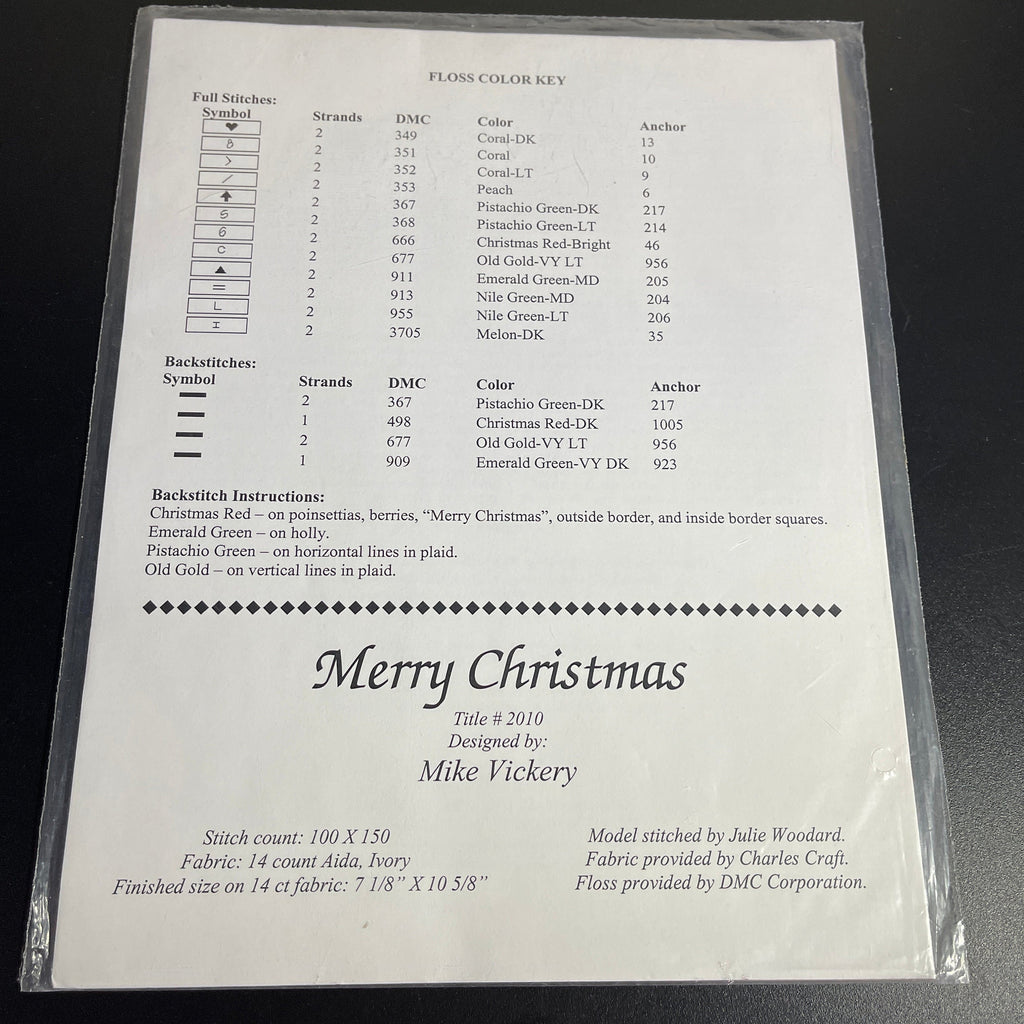 FLOSS COLOR KEY
Full Stitches:
Symbol Strands DMC Color Anchor
♥ 2 349 Coral-DK 13
8 2 351 Coral 10
> 2 352 Coral-LT 9
/ 2 353 Peach 6
↑ 2 367 Pistachio Green-DK 217
5 2 368 Pistachio Green-LT 214
6 2 666 Christmas Red-Bright 46
C 2 677 Old Gold-VY LT 956
▲ 2 911 Emerald Green-MD 205
= 2 913 Nile Green-MD 204
L 2 955 Nile Green-LT 206
I 2 3705 Melon-DK 35
Backstitches:
Symbol Strands DMC Color Anchor
2 367 Pistachio Green-DK 217
1 498 Christmas Red-DK 1005
2 677 Old Gold-VY LT 956
1 909 Emerald Green-VY DK 923
Backstitch Instructions:
Christmas Red – on poinsettias, berries, “Merry Christmas”, outside border, and inside border squares.
Emerald Green – on holly.
Pistachio Green – on horizontal lines in plaid.
Old Gold – on vertical lines in plaid.
Merry Christmas
Title # 2010
Designed by:
Mike Vickery
Stitch count: 100 X 150
Fabric: 14 count Aida, Ivory
Finished size on 14 ct fabric: 7 1/8” X 10 5/8”
Model stitched by Julie Woodard.
Fabric provided by Charles Craft.
Floss provided by DMC Corporation.